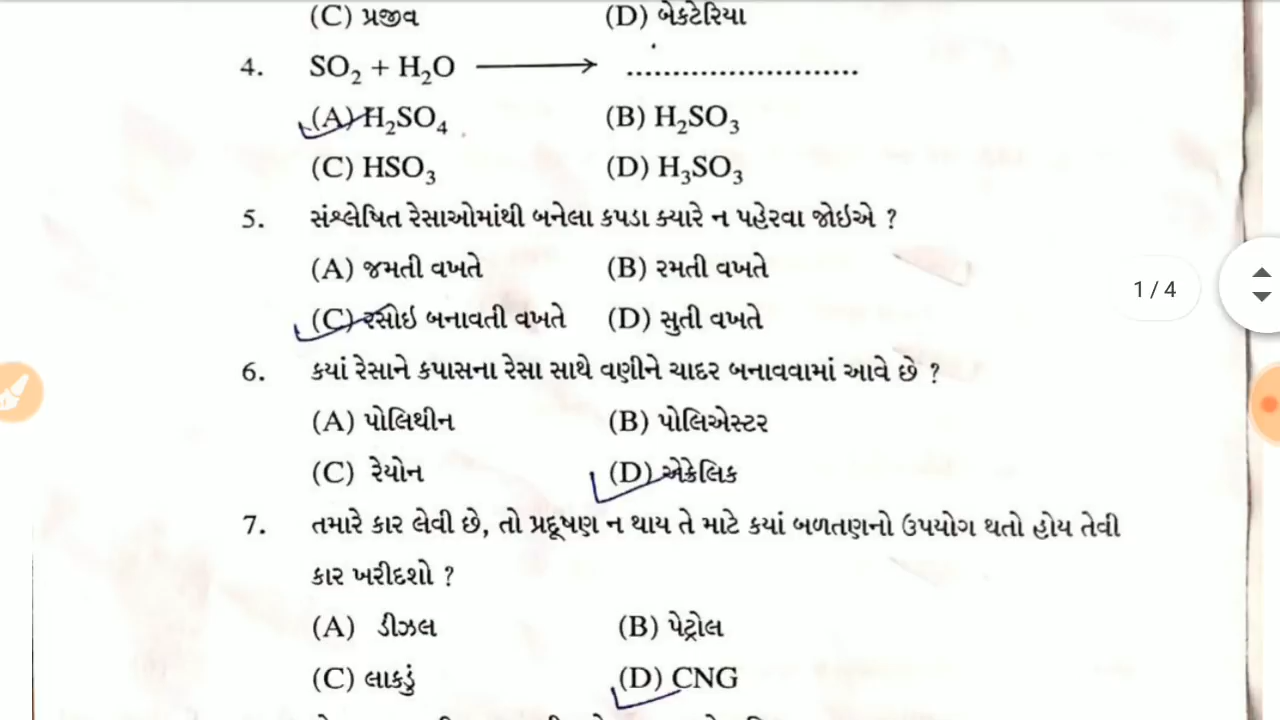 (C) પ્રજીવ (D) બેકટેરિયા
4. SO₂ + H₂O ⟶ .........................
(A) H₂SO₄ (B) H₂SO₃
(C) HSO₃ (D) H₃SO₃
5. સંશ્લેષિત રેસાઓમાંથી બનેલા કપડા ક્યારે ન પહેરવા જોઇએ ?
(A) જમતી વખતે (B) રમતી વખતે
(C) રસોઇ બનાવતી વખતે (D) સુતી વખતે
6. કયાં રેસાને કપાસના રેસા સાથે વણીને ચાદર બનાવવામાં આવે છે ?
(A) પોલિથીન (B) પોલિએસ્ટર
(C) રેયોન (D) એક્રેલિક
7. તમારે કાર લેવી છે, તો પ્રદૂષણ ન થાય તે માટે કયાં બળતણનો ઉપયોગ થતો હોય તેવી
કાર ખરીદશો ?
(A) ડીઝલ (B) પેટ્રોલ
(C) લાકડું (D) CNG
1 / 4